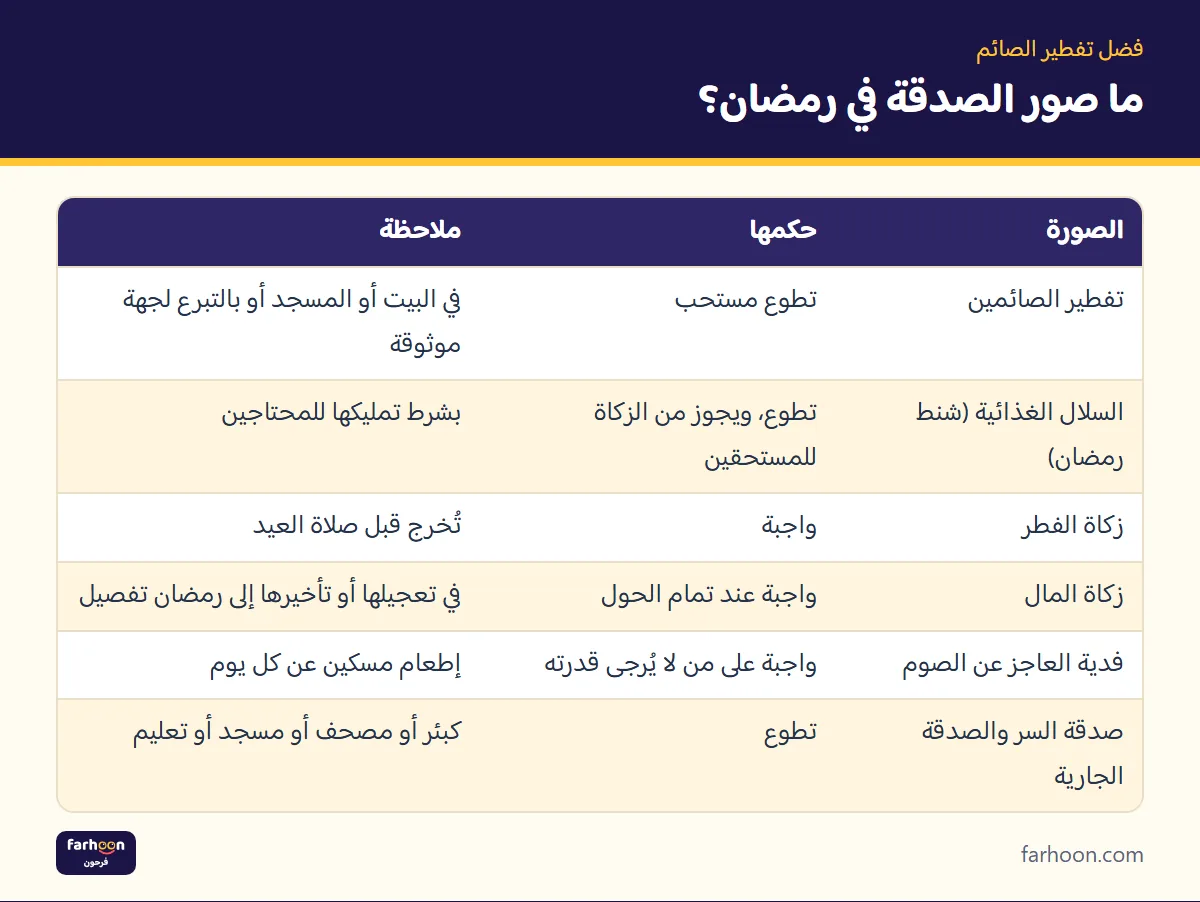 فضل تفطير الصائم
ما صور الصدقة في رمضان؟
الصورة حكمها ملاحظة
تفطير الصائمين تطوع مستحب في البيت أو المسجد أو بالتبرع لجهة
موثوقة
السلال الغذائية (شنط تطوع، ويجوز من الزكاة بشرط تمليكها للمحتاجين
رمضان) للمستحقين
زكاة الفطر واجبة تُخرج قبل صلاة العيد
زكاة المال واجبة عند تمام الحول في تعجيلها أو تأخيرها إلى رمضان تفصيل
فدية العاجز عن الصوم واجبة على من لا يُرجى قدرته إطعام مسكين عن كل يوم
صدقة السر والصدقة تطوع كبئر أو مصحف أو مسجد أو تعليم
الجارية
farhoon.com
farhoon
فرحون